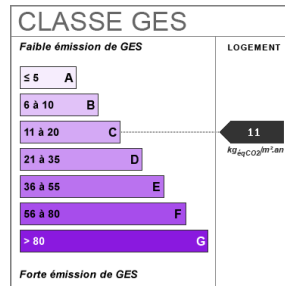 CLASSE GES
Faible émission de GES
LOGEMENT
≤ 5 A
6 à 10 B
11 à 20 C
11
kgéqCO2/m².an
21 à 35 D
36 à 55 E
56 à 80 F
> 80 G
Forte émission de GES